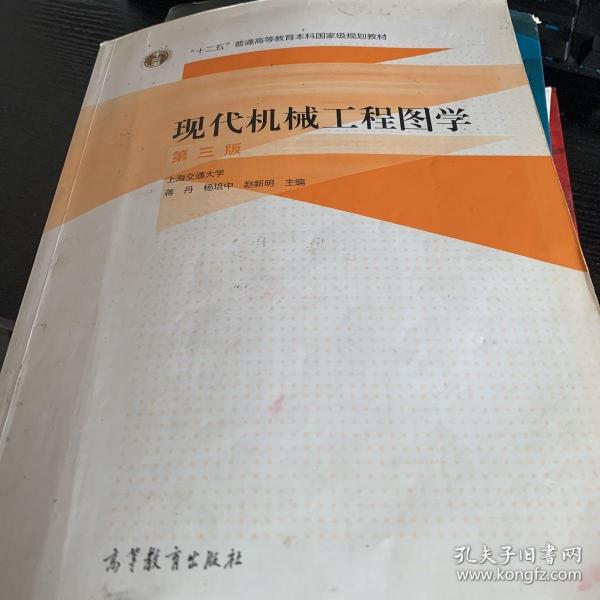 “十二五”普通高等教育本科国家级规划教材
现代机械工程图学
第三版
上海交通大学
蒋 丹 杨培中 赵新明 主编
高等教育出版社
孔夫子旧书网
www.kongfz.com